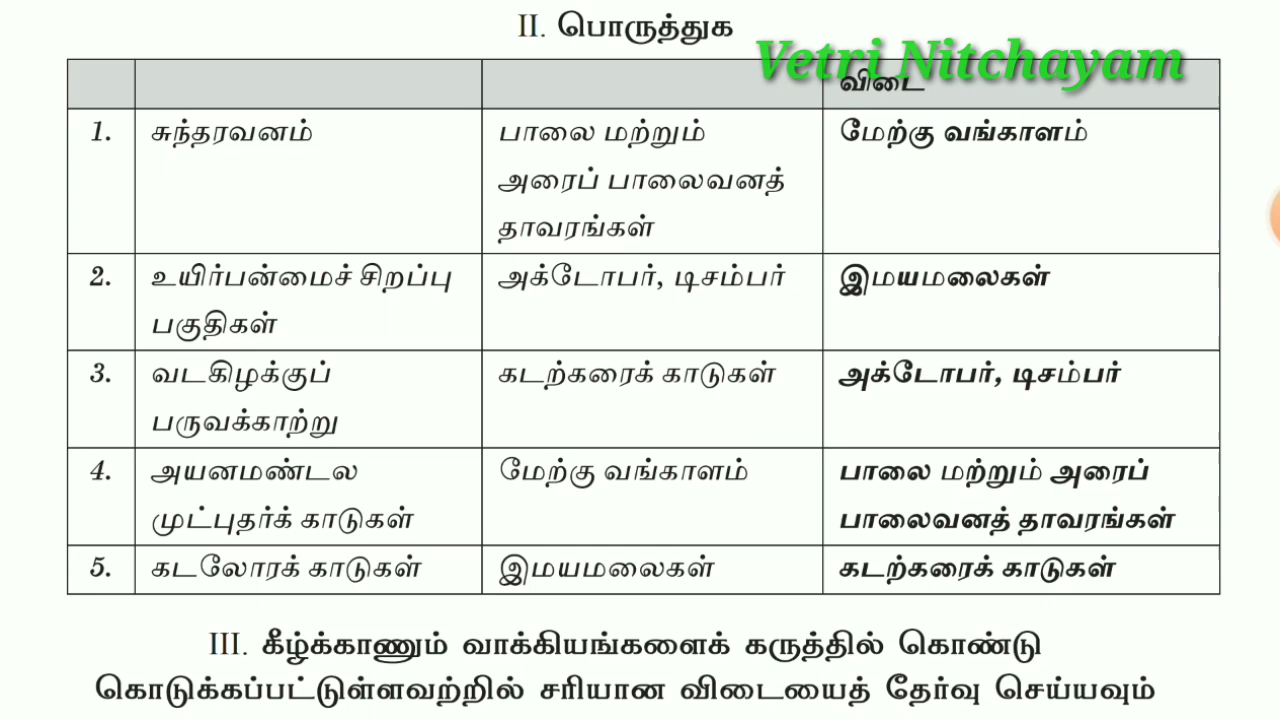 II. பொருத்துக
Vetri Nitchayam
விடை
1. சுந்தரவனம் பாலை மற்றும் மேற்கு வங்காளம்
அரைப் பாலைவனத்
தாவரங்கள்
2. உயிர்பன்மைச் சிறப்பு அக்டோபர், டிசம்பர் இமயமலைகள்
பகுதிகள்
3. வடகிழக்குப் கடற்கரைக் காடுகள் அக்டோபர், டிசம்பர்
பருவக்காற்று
4. அயனமண்டல மேற்கு வங்காளம் பாலை மற்றும் அரைப்
முட்புதர்க் காடுகள் பாலைவனத் தாவரங்கள்
5. கடலோரக் காடுகள் இமயமலைகள் கடற்கரைக் காடுகள்
III. கீழ்க்காணும் வாக்கியங்களைக் கருத்தில் கொண்டு
கொடுக்கப்பட்டுள்ளவற்றில் சரியான விடையைத் தேர்வு செய்யவும்